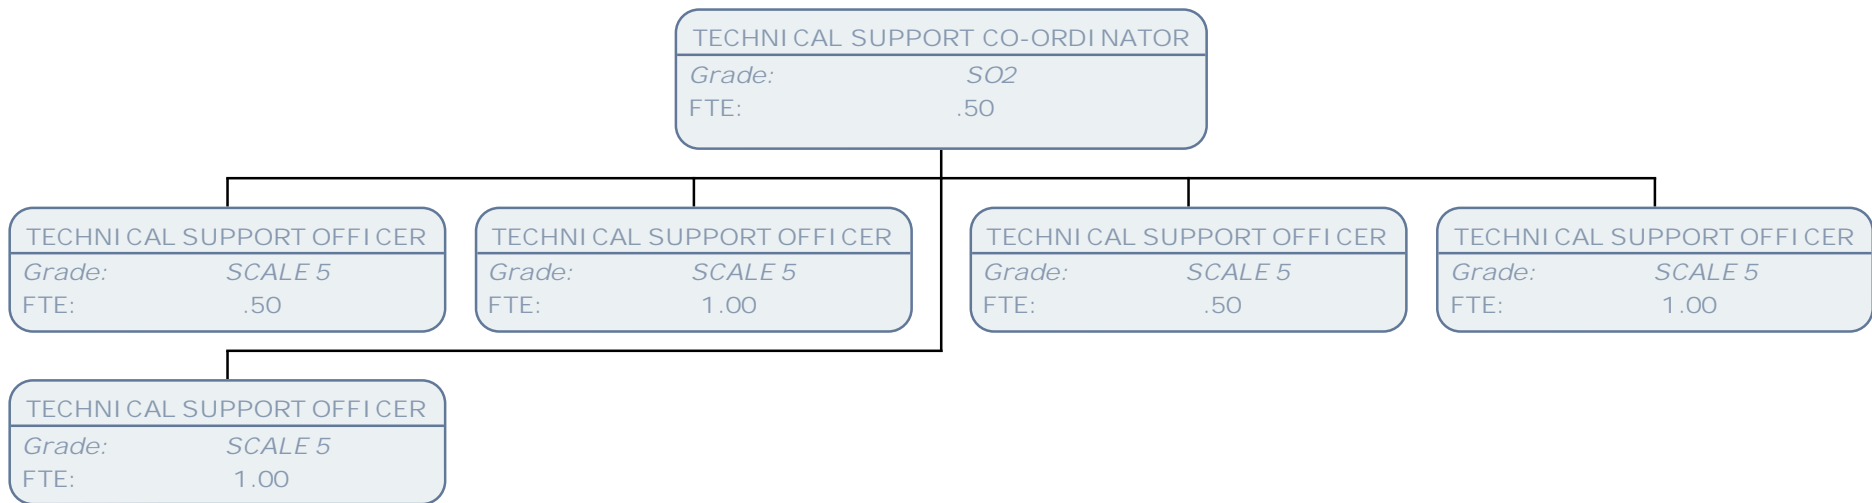 TECHNICAL SUPPORT CO-ORDINATOR
Grade: SO2
FTE: .50
TECHNICAL SUPPORT OFFICER
Grade: SCALE 5
FTE: .50
TECHNICAL SUPPORT OFFICER
Grade: SCALE 5
FTE: 1.00
TECHNICAL SUPPORT OFFICER
Grade: SCALE 5
FTE: .50
TECHNICAL SUPPORT OFFICER
Grade: SCALE 5
FTE: 1.00
TECHNICAL SUPPORT OFFICER
Grade: SCALE 5
FTE: 1.00